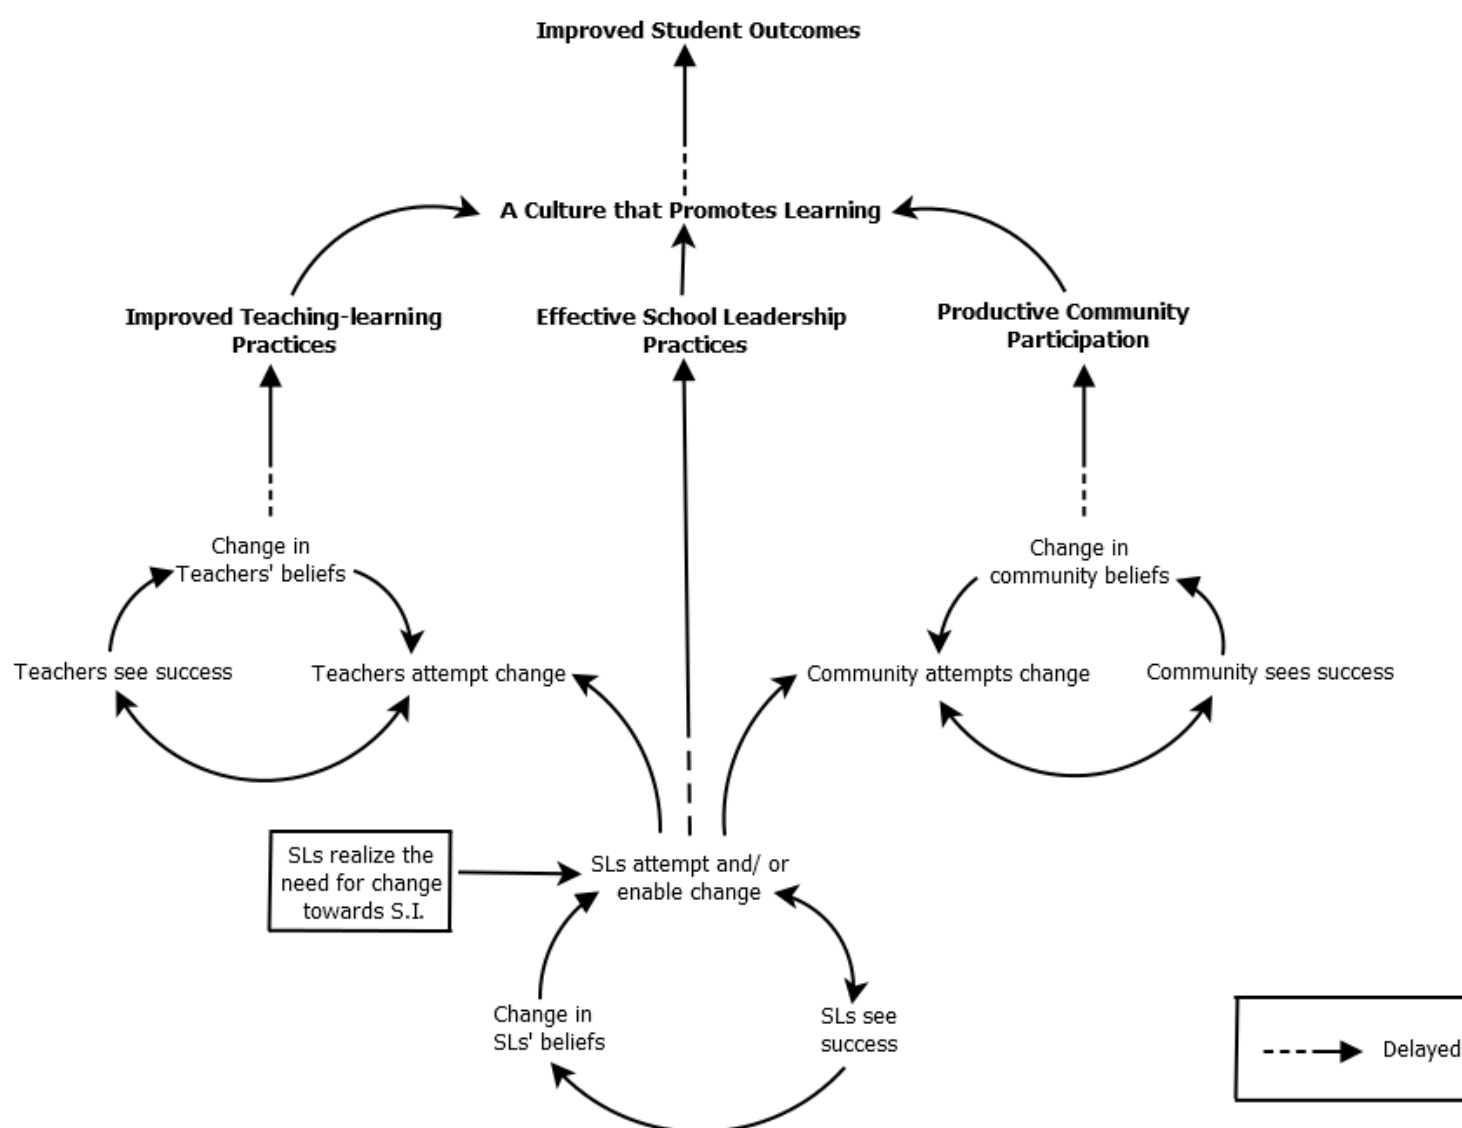 Improved Student Outcomes
A Culture that Promotes Learning
Improved Teaching-learning
Practices
Effective School Leadership
Practices
Productive Community
Participation
Change in
Teachers' beliefs
Change in
community beliefs
Teachers see success
Teachers attempt change
Community attempts change
Community sees success
SLs realize the
need for change
towards S.I.
SLs attempt and/ or
enable change
Change in
SLs' beliefs
SLs see
success
Delayed